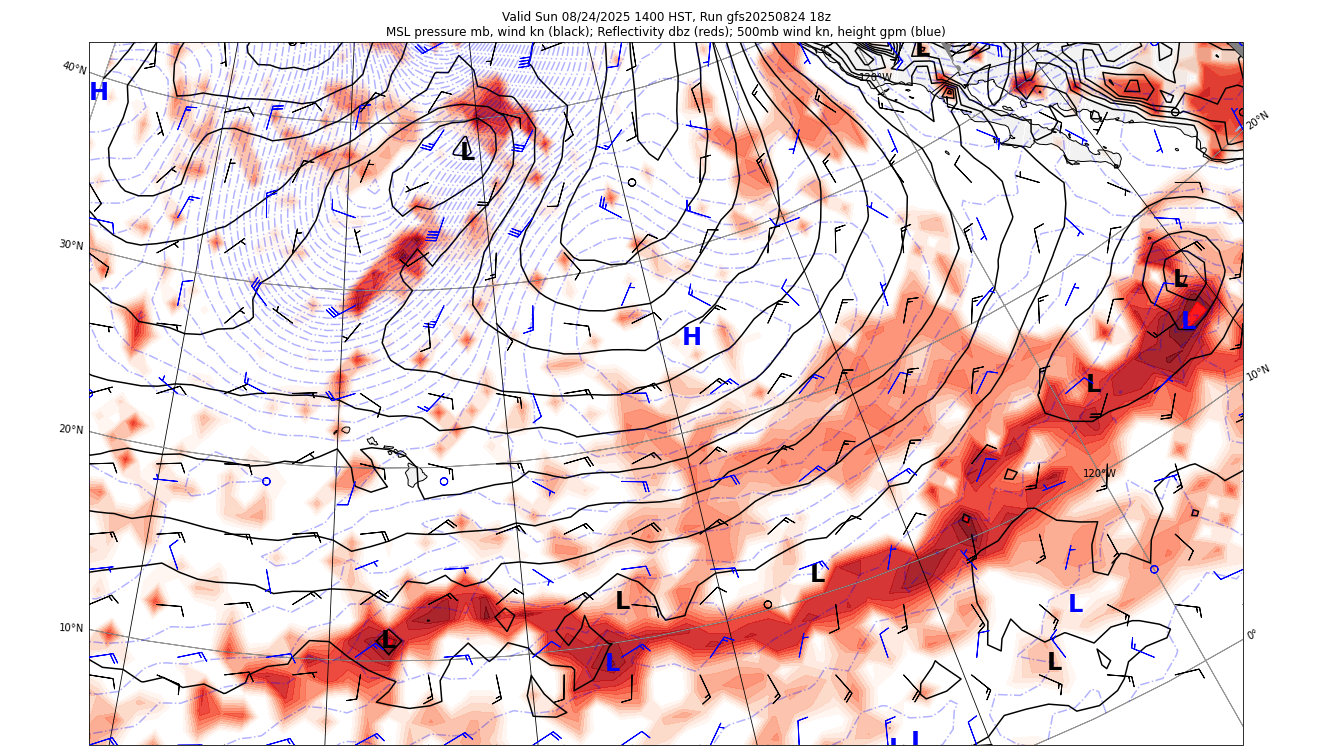 Valid Sun 08/24/2025 1400 HST, Run gfs20250824 18z
MSL pressure mb, wind kn (black); Reflectivity dbz (reds); 500mb wind kn, height gpm (blue)
L
40°N
120°W
H
20°N
L
30°N
L
L
H
10°N
L
20°N
120°W
L
L
L
10°N
0°
L
L
L
L
L